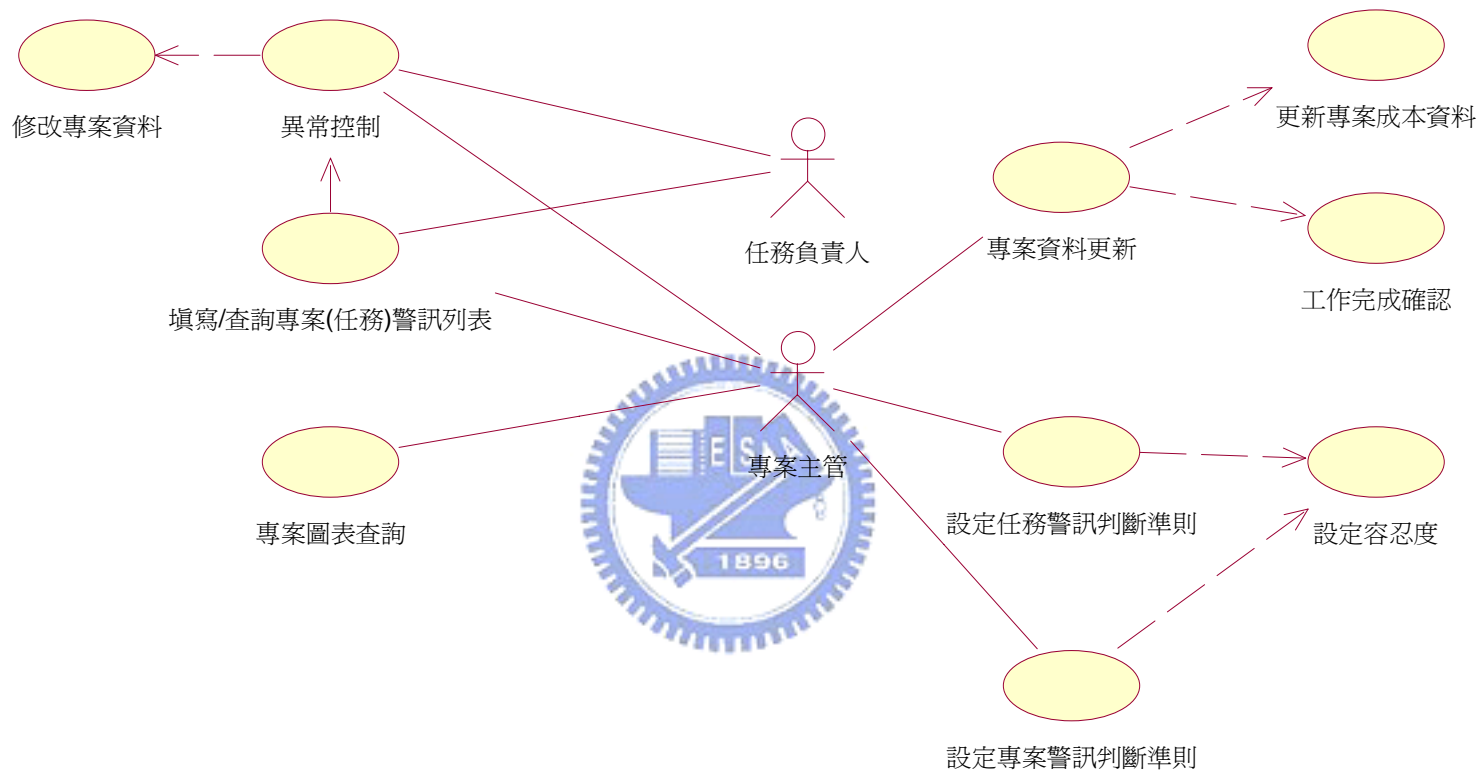 更新專案成本資料
修改專案資料
異常控制
任務負責人
專案資料更新
工作完成確認
填寫/查詢專案(任務)警訊列表
ESA
專案主管
專案圖表查詢
設定任務警訊判斷準則
設定容忍度
1896
設定專案警訊判斷準則